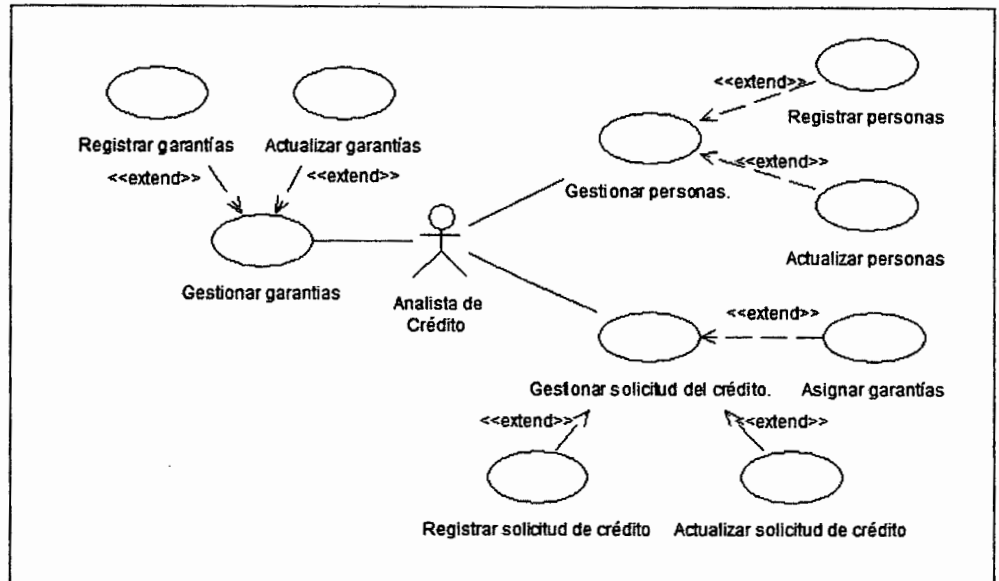 <<extend>>
Registrar personas
Registrar garantías
Actualizar garantías
<<extend>>
<<extend>>
<<extend>>
Gestionar personas.
Actualizar personas
Gestionar garantias
Analista de
Crédito
<<extend>>
Gestionar solicitud del crédito.
Asignar garantías
<<extend>>
<<extend>>
Registrar solicitud de crédito
Actualizar solicitud de crédito